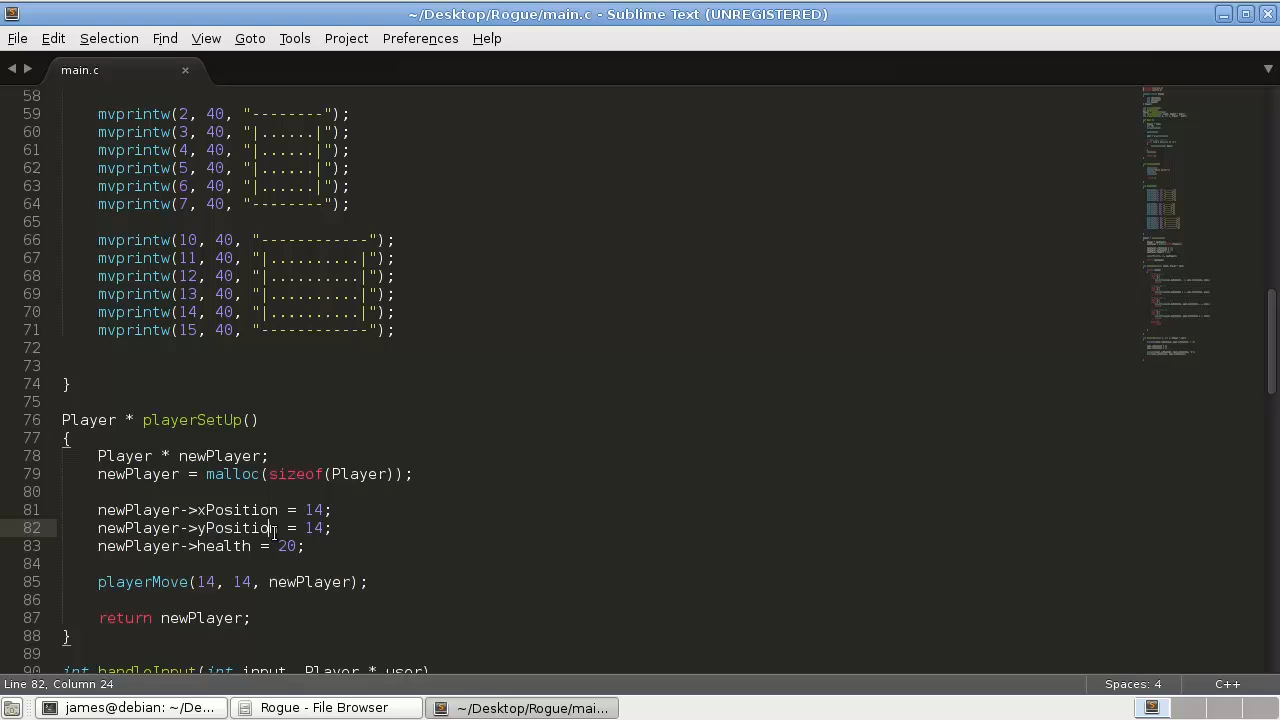 ~/Desktop/Rogue/main.c - Sublime Text (UNREGISTERED)
File Edit Selection Find View Goto Tools Project Preferences Help
main.c
58
59 mvprintw(2, 40, "--------");
60 mvprintw(3, 40, "|......|");
61 mvprintw(4, 40, "|......|");
62 mvprintw(5, 40, "|......|");
63 mvprintw(6, 40, "|......|");
64 mvprintw(7, 40, "--------");
65
66 mvprintw(10, 40, "------------");
67 mvprintw(11, 40, "|..........|");
68 mvprintw(12, 40, "|..........|");
69 mvprintw(13, 40, "|..........|");
70 mvprintw(14, 40, "|..........|");
71 mvprintw(15, 40, "------------");
72
73
74 }
75
76 Player * playerSetUp()
77 {
78 Player * newPlayer;
79 newPlayer = malloc(sizeof(Player));
80
81 newPlayer->xPosition = 14;
82 newPlayer->yPosition = 14;
83 newPlayer->health = 20;
84
85 playerMove(14, 14, newPlayer);
86
87 return newPlayer;
88 }
89
90 int handleInput(int input, Player * user)
Line 82, Column 24 Spaces: 4 C++
james@debian: ~/De... Rogue - File Browser ~/Desktop/Rogue/mai...